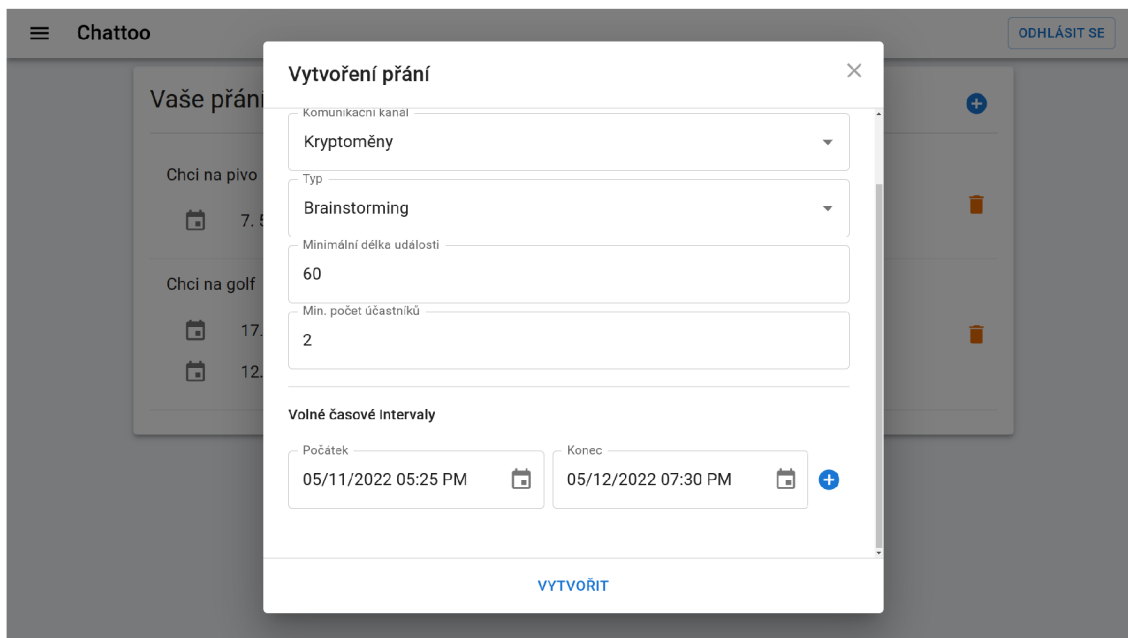 Chattoo
ODHLÁSIT SE
Vaše přání
Vytvoření přání
Chci na pivo
7. 5
Chci na golf
17.
12.
Komunikační kanál
Kryptoměny
Typ
Brainstorming
Minimální délka události
60
Min. počet účastníků
2
Volné časové intervaly
Počátek
Konec
05/11/2022 05:25 PM
05/12/2022 07:30 PM
VYTVOŘIT